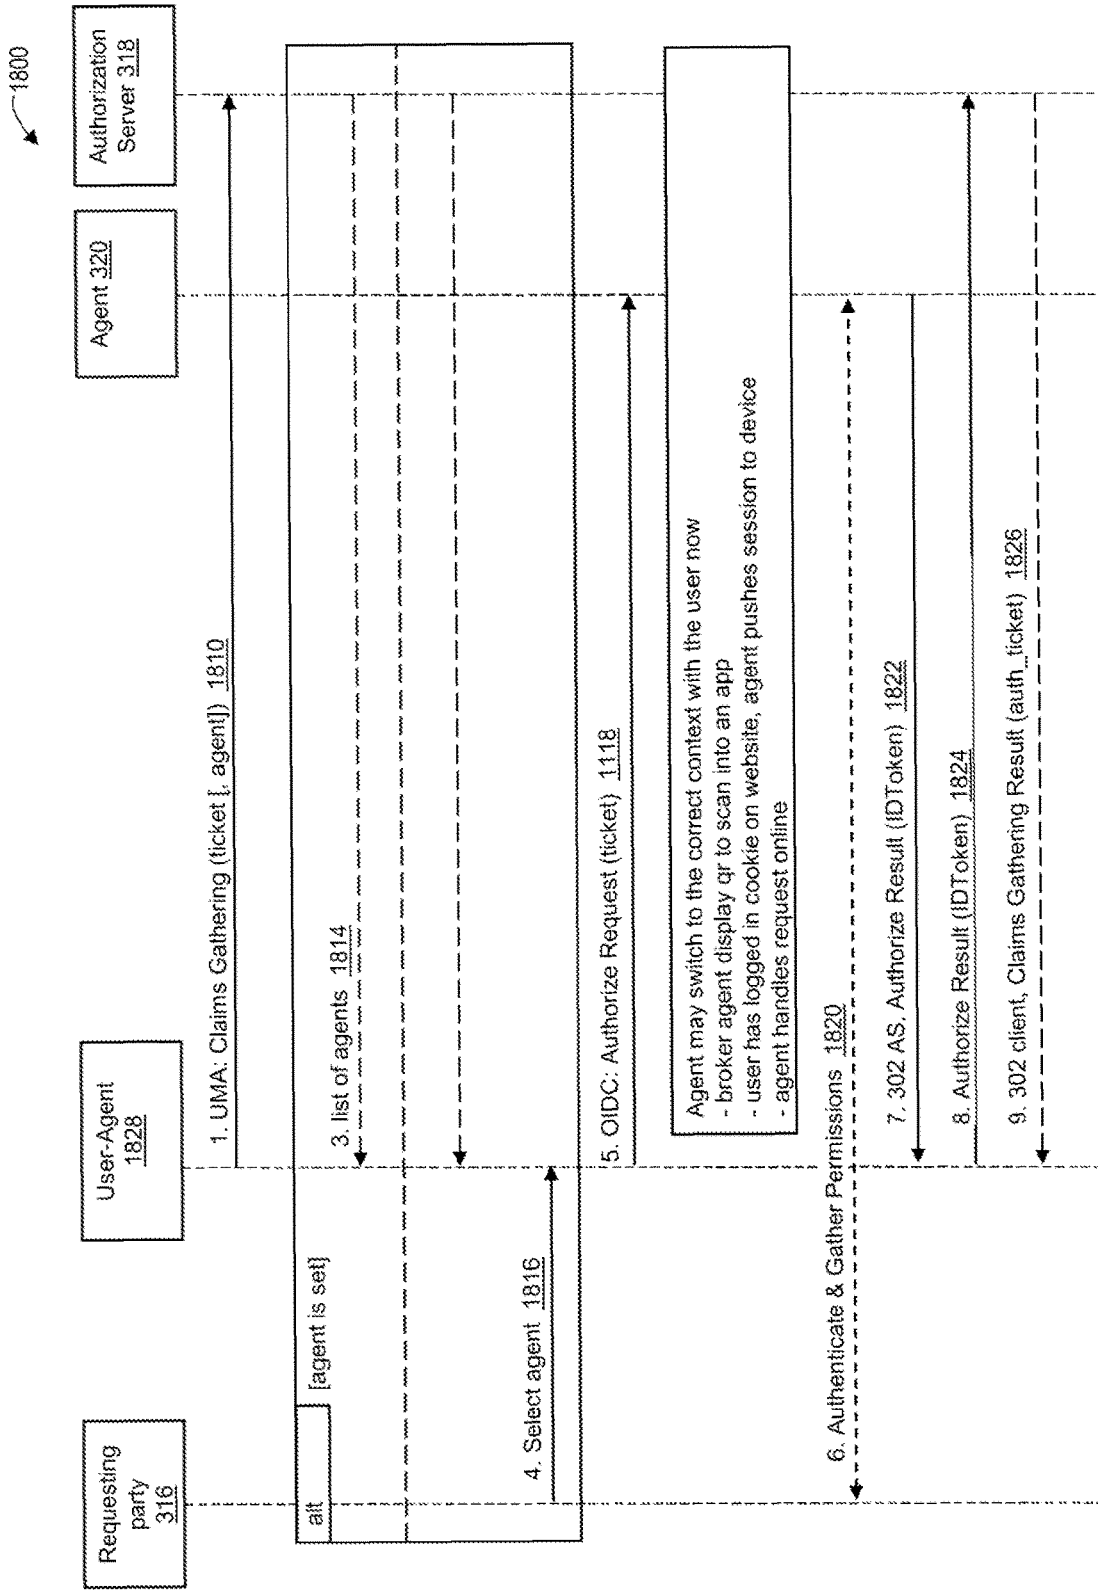 1800
Requesting
party
316
User-Agent
1828
Agent 320
Authorization
Server 318
1. UMA: Claims Gathering (ticket [, agent]) 1810
alt
[agent is set]
3. list of agents 1814
4. Select agent 1816
5. OIDC: Authorize Request (ticket) 1118
Agent may switch to the correct context with the user now
- broker agent display qr to scan into an app
- user has logged in cookie on website, agent pushes session to device
- agent handles request online
6. Authenticate & Gather Permissions 1820
7. 302 AS, Authorize Result (IDToken) 1822
8. Authorize Result (IDToken) 1824
9. 302 client, Claims Gathering Result (auth_ticket) 1826